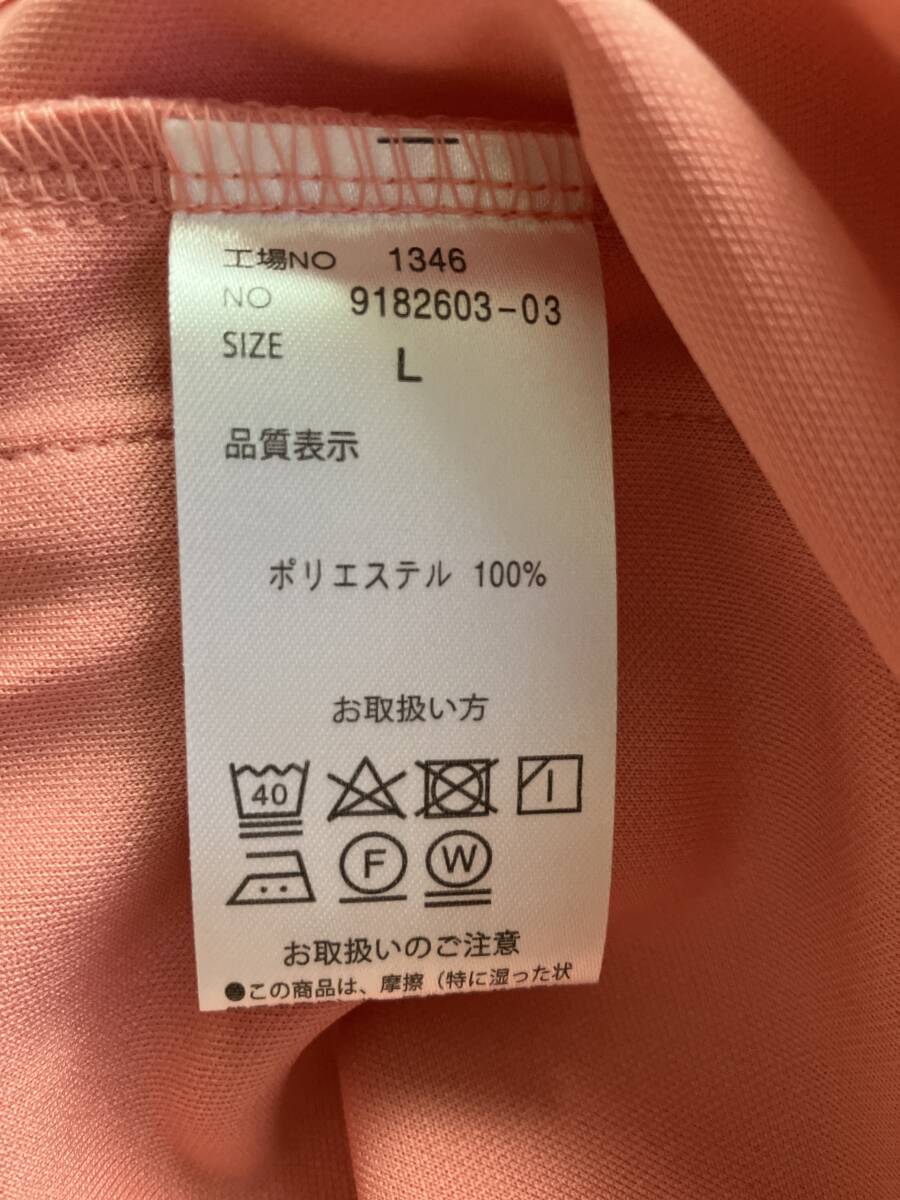 工場NO 1346
NO 9182603-03
SIZE L
品質表示
ポリエステル 100%
お取扱い方
40
F W
お取扱いのご注意
●この商品は、摩擦(特に湿った状